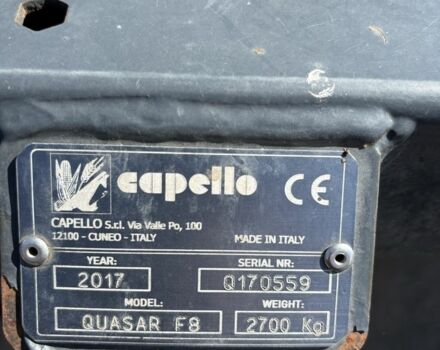 capello CE
CAPELLO S.r.l. Via Valle Po, 100
12100 - CUNEO - ITALY MADE IN ITALY
YEAR: SERIAL NR:
2017 Q170559
MODEL: WEIGHT:
QUASAR F8 2700 Kg